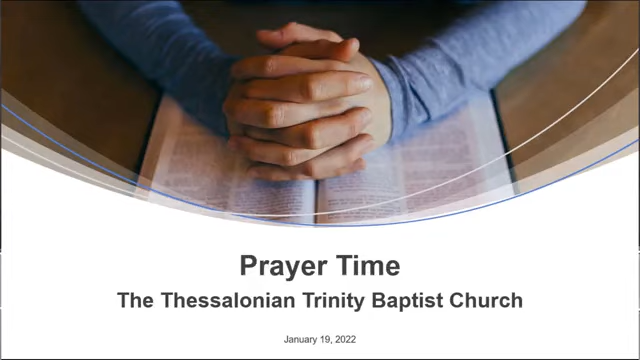 Prayer Time
The Thessalonian Trinity Baptist Church
January 19, 2022